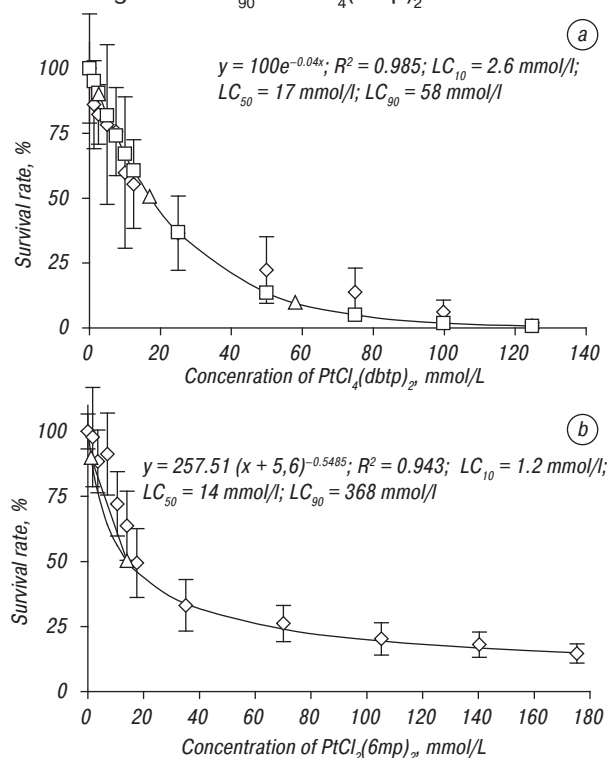 a
y = 100e^−0.04x; R² = 0.985; LC₁₀ = 2.6 mmol/l;
LC₅₀ = 17 mmol/l; LC₉₀ = 58 mmol/l
Survival rate, %
100
75
50
25
0
0 20 40 60 80 100 120 140
Concenration of PtCl₄(dbtp)₂, mmol/L
b
y = 257.51 (x + 5,6)^−0.5485; R² = 0.943; LC₁₀ = 1.2 mmol/l;
LC₅₀ = 14 mmol/l; LC₉₀ = 368 mmol/l
Survival rate, %
100
75
50
25
0
0 20 40 60 80 100 120 140 160 180
Concentration of PtCl₂(6mp)₂, mmol/L